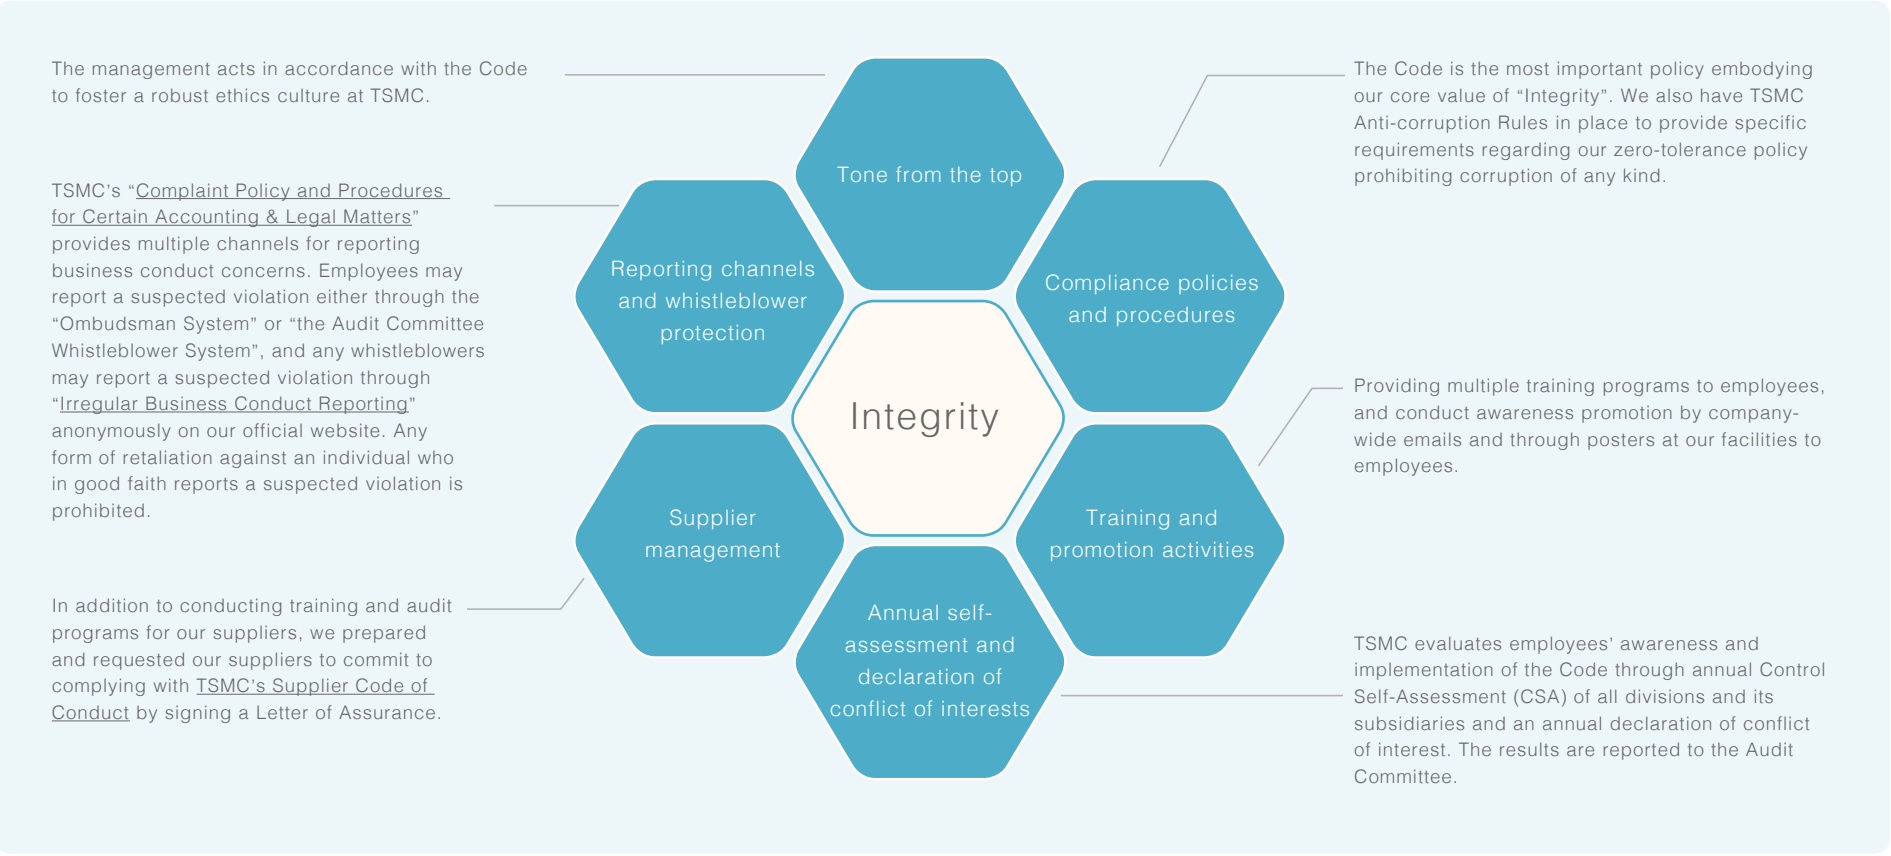 The management acts in accordance with the Code
to foster a robust ethics culture at TSMC.
TSMC’s “Complaint Policy and Procedures
for Certain Accounting & Legal Matters”
provides multiple channels for reporting
business conduct concerns. Employees may
report a suspected violation either through the
“Ombudsman System” or “the Audit Committee
Whistleblower System”, and any whistleblowers
may report a suspected violation through
“Irregular Business Conduct Reporting”
anonymously on our official website. Any
form of retaliation against an individual who
in good faith reports a suspected violation is
prohibited.
In addition to conducting training and audit
programs for our suppliers, we prepared
and requested our suppliers to commit to
complying with TSMC’s Supplier Code of
Conduct by signing a Letter of Assurance.
Tone from the top
Reporting channels
and whistleblower
protection
Compliance policies
and procedures
Integrity
Supplier
management
Training and
promotion activities
Annual self-
assessment and
declaration of
conflict of interests
The Code is the most important policy embodying
our core value of “Integrity”. We also have TSMC
Anti-corruption Rules in place to provide specific
requirements regarding our zero-tolerance policy
prohibiting corruption of any kind.
Providing multiple training programs to employees,
and conduct awareness promotion by company-
wide emails and through posters at our facilities to
employees.
TSMC evaluates employees’ awareness and
implementation of the Code through annual Control
Self-Assessment (CSA) of all divisions and its
subsidiaries and an annual declaration of conflict
of interest. The results are reported to the Audit
Committee.